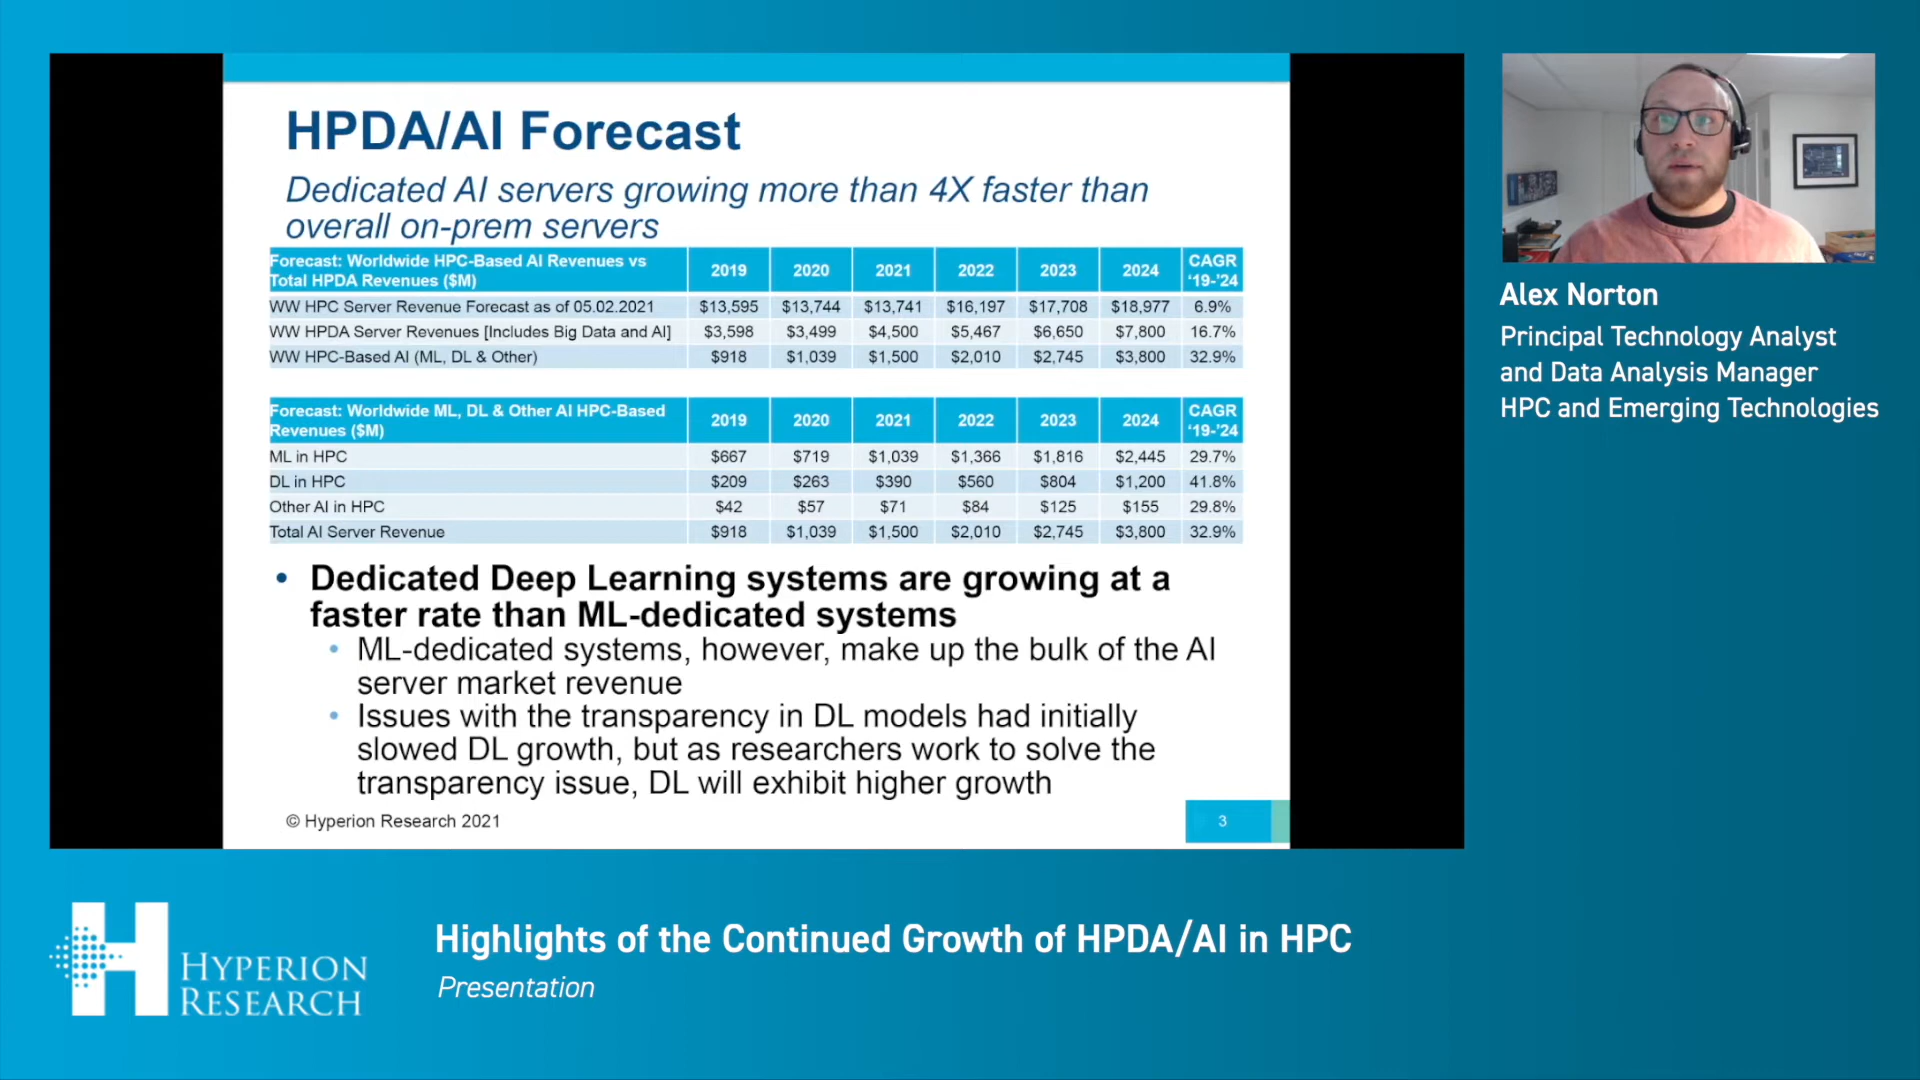 HPDA/AI Forecast
Dedicated AI servers growing more than 4X faster than
overall on-prem servers
Forecast: Worldwide HPC-Based AI Revenues vs
Total HPDA Revenues ($M) 2019 2020 2021 2022 2023 2024 CAGR
'19-'24
WW HPC Server Revenue Forecast as of 05.02.2021 $13,595 $13,744 $13,741 $16,197 $17,708 $18,977 6.9%
WW HPDA Server Revenues [Includes Big Data and AI] $3,598 $3,499 $4,500 $5,467 $6,650 $7,800 16.7%
WW HPC-Based AI (ML, DL & Other) $918 $1,039 $1,500 $2,010 $2,745 $3,800 32.9%
Forecast: Worldwide ML, DL & Other AI HPC-Based
Revenues ($M) 2019 2020 2021 2022 2023 2024 CAGR
'19-'24
ML in HPC $667 $719 $1,039 $1,366 $1,816 $2,445 29.7%
DL in HPC $209 $263 $390 $560 $804 $1,200 41.8%
Other AI in HPC $42 $57 $71 $84 $125 $155 29.8%
Total AI Server Revenue $918 $1,039 $1,500 $2,010 $2,745 $3,800 32.9%
• Dedicated Deep Learning systems are growing at a
faster rate than ML-dedicated systems
• ML-dedicated systems, however, make up the bulk of the AI
server market revenue
• Issues with the transparency in DL models had initially
slowed DL growth, but as researchers work to solve the
transparency issue, DL will exhibit higher growth
© Hyperion Research 2021
3
Alex Norton
Principal Technology Analyst
and Data Analysis Manager
HPC and Emerging Technologies
HYPERION
RESEARCH
Highlights of the Continued Growth of HPDA/AI in HPC
Presentation